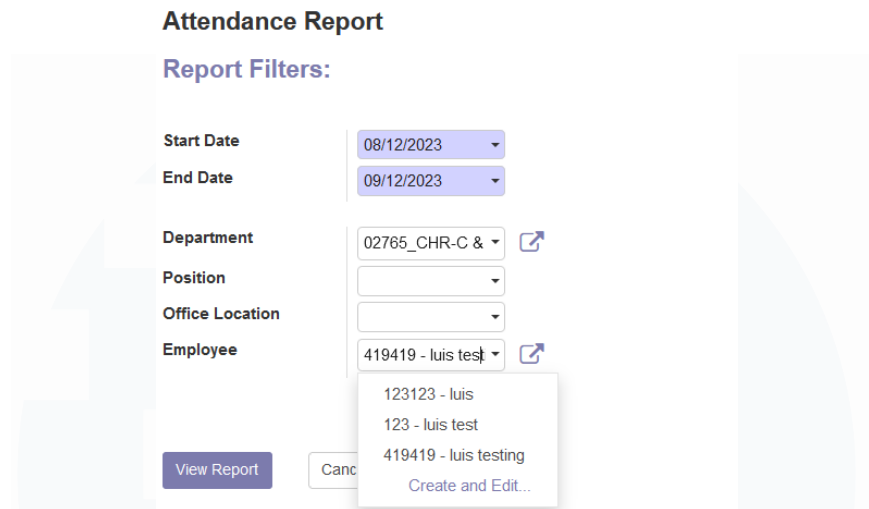 Attendance Report
Report Filters:
Start Date 08/12/2023
End Date 09/12/2023
Department 02765_CHR-C &
Position
Office Location
Employee 419419 - luis test
123123 - luis
123 - luis test
419419 - luis testing
Create and Edit...
View Report Canc